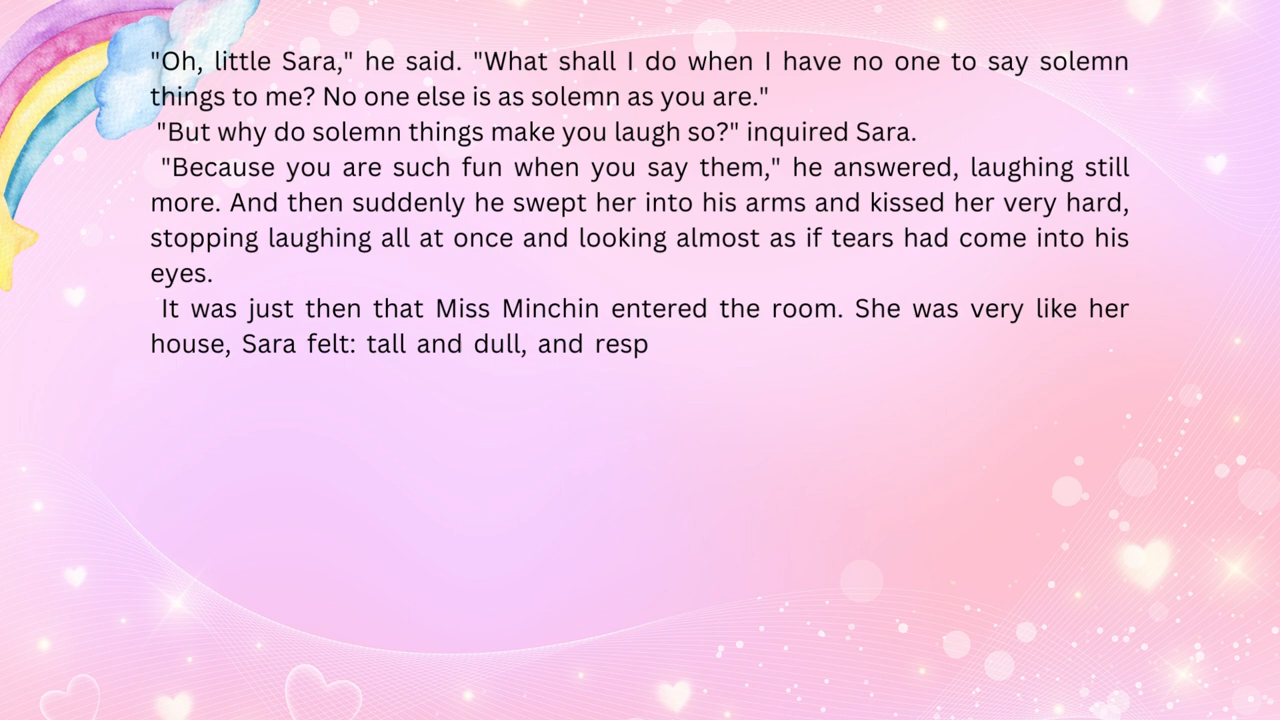 "Oh, little Sara," he said. "What shall I do when I have no one to say solemn
things to me? No one else is as solemn as you are."
"But why do solemn things make you laugh so?" inquired Sara.
"Because you are such fun when you say them," he answered, laughing still
more. And then suddenly he swept her into his arms and kissed her very hard,
stopping laughing all at once and looking almost as if tears had come into his
eyes.
It was just then that Miss Minchin entered the room. She was very like her
house, Sara felt: tall and dull, and resp